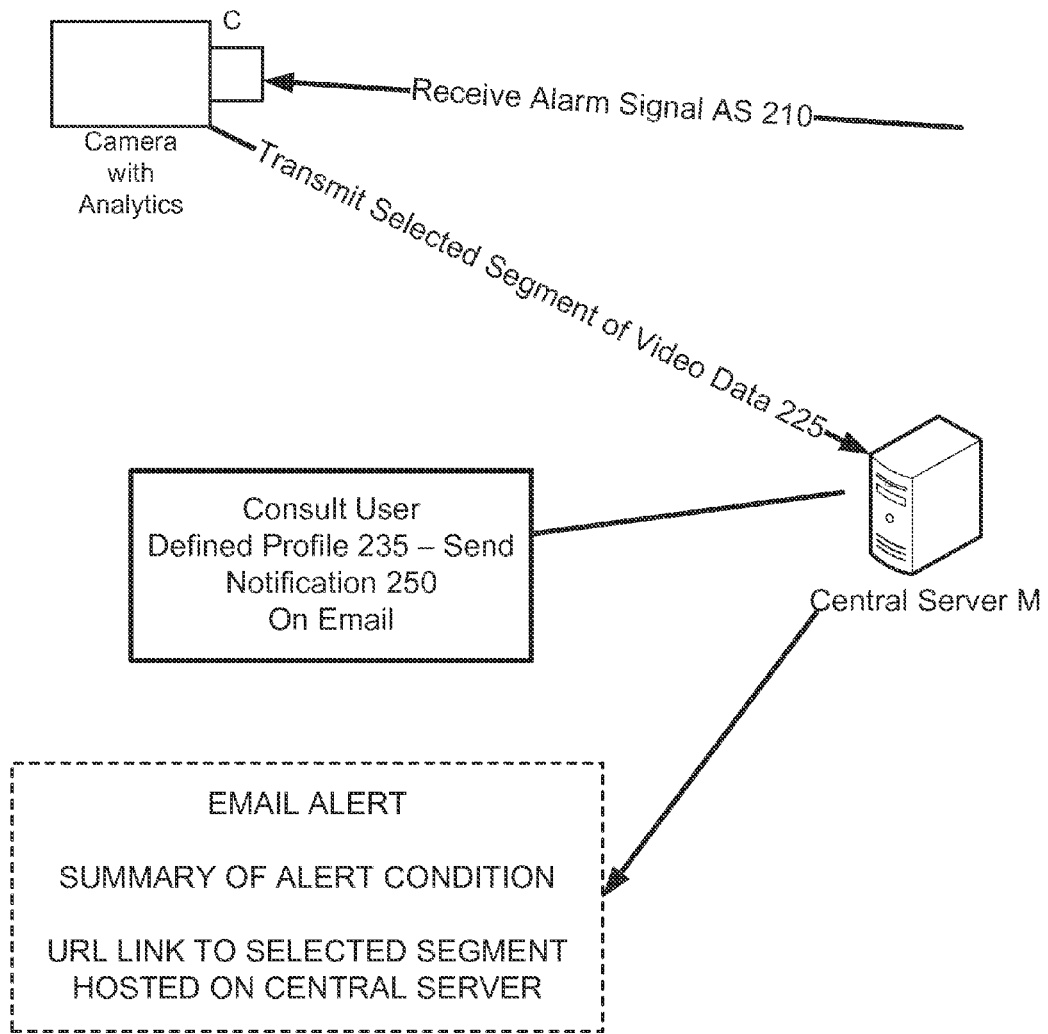 C
Receive Alarm Signal AS 210
Camera
with
Analytics
Transmit Selected Segment of Video Data 225
Consult User
Defined Profile 235 – Send
Notification 250
On Email
Central Server M
EMAIL ALERT
SUMMARY OF ALERT CONDITION
URL LINK TO SELECTED SEGMENT
HOSTED ON CENTRAL SERVER